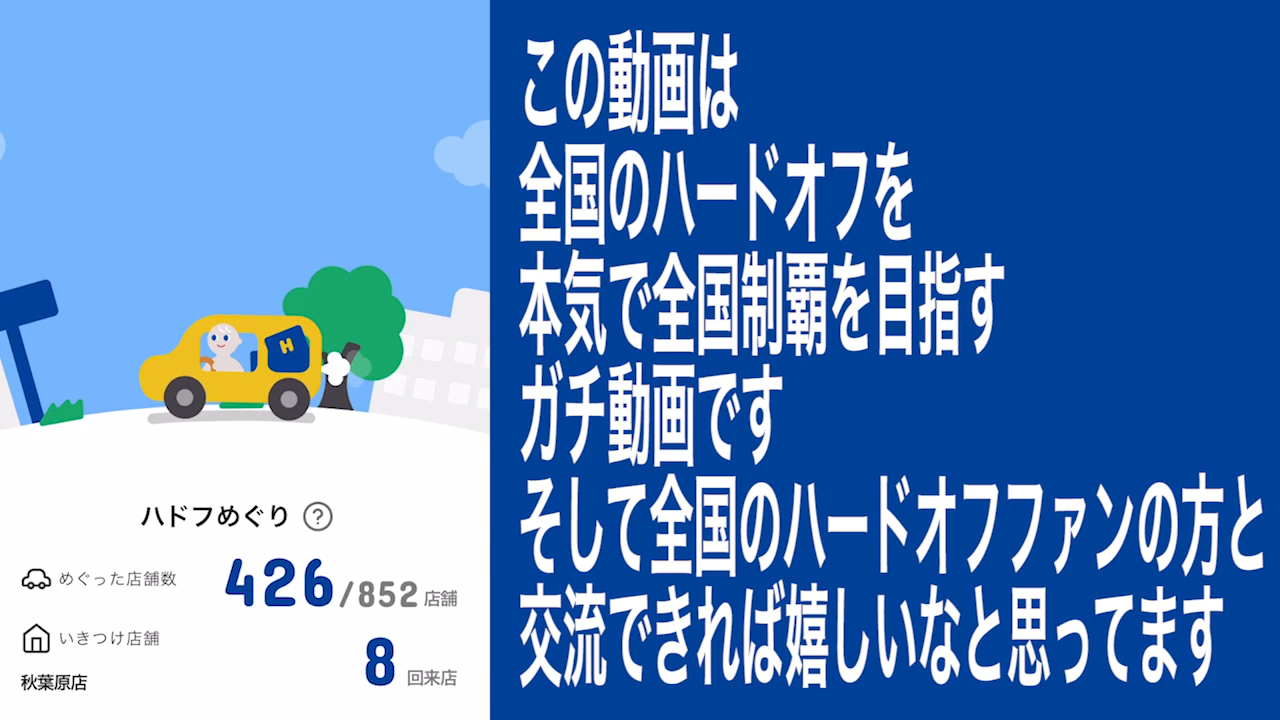 この動画は
全国のハードオフを
本気で全国制覇を目指す
ガチ動画です
そして全国のハードオフファンの方と
交流できれば嬉しいなと思ってます
H
ハドフめぐり ?
めぐった店舗数 426/852 店舗
いきつけ店舗 8 回来店
秋葉原店